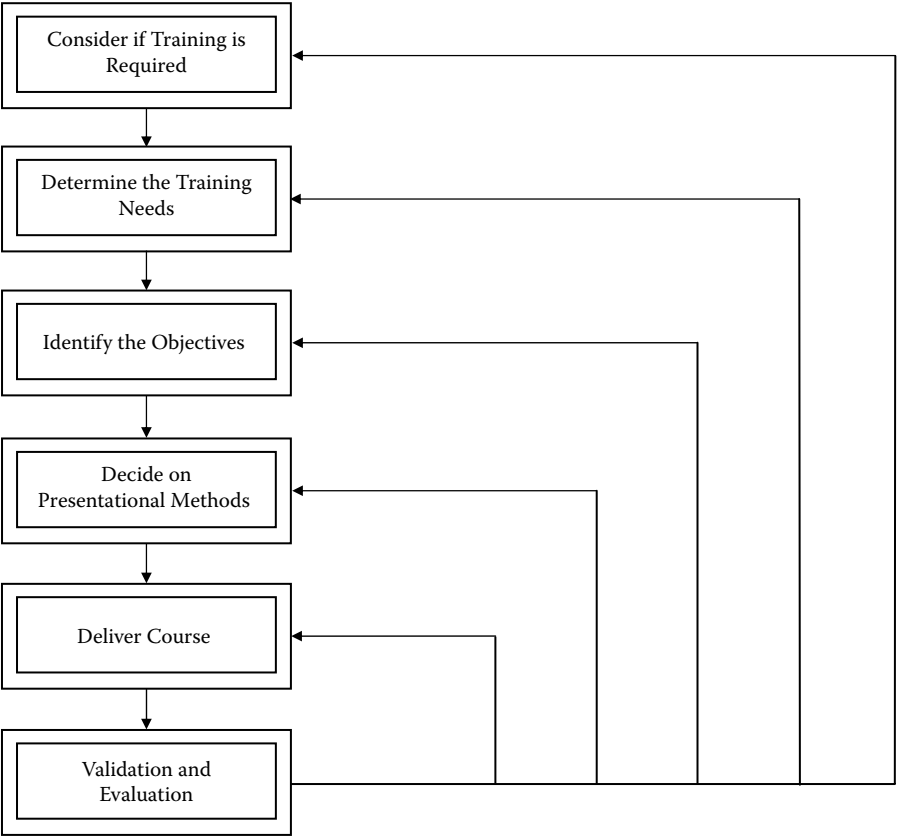 Consider if Training is
Required
Determine the Training
Needs
Identify the Objectives
Decide on
Presentational Methods
Deliver Course
Validation and
Evaluation